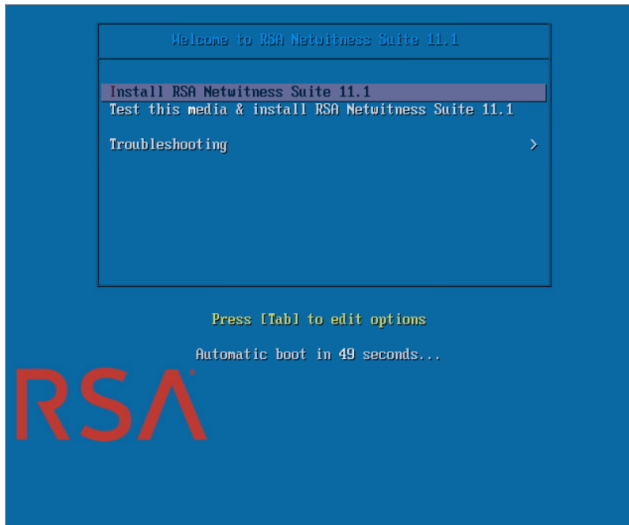 Welcome to RSA Netwitness Suite 11.1
Install RSA Netwitness Suite 11.1
Test this media & install RSA Netwitness Suite 11.1
Troubleshooting >
Press [Tab] to edit options
Automatic boot in 49 seconds...
RSA